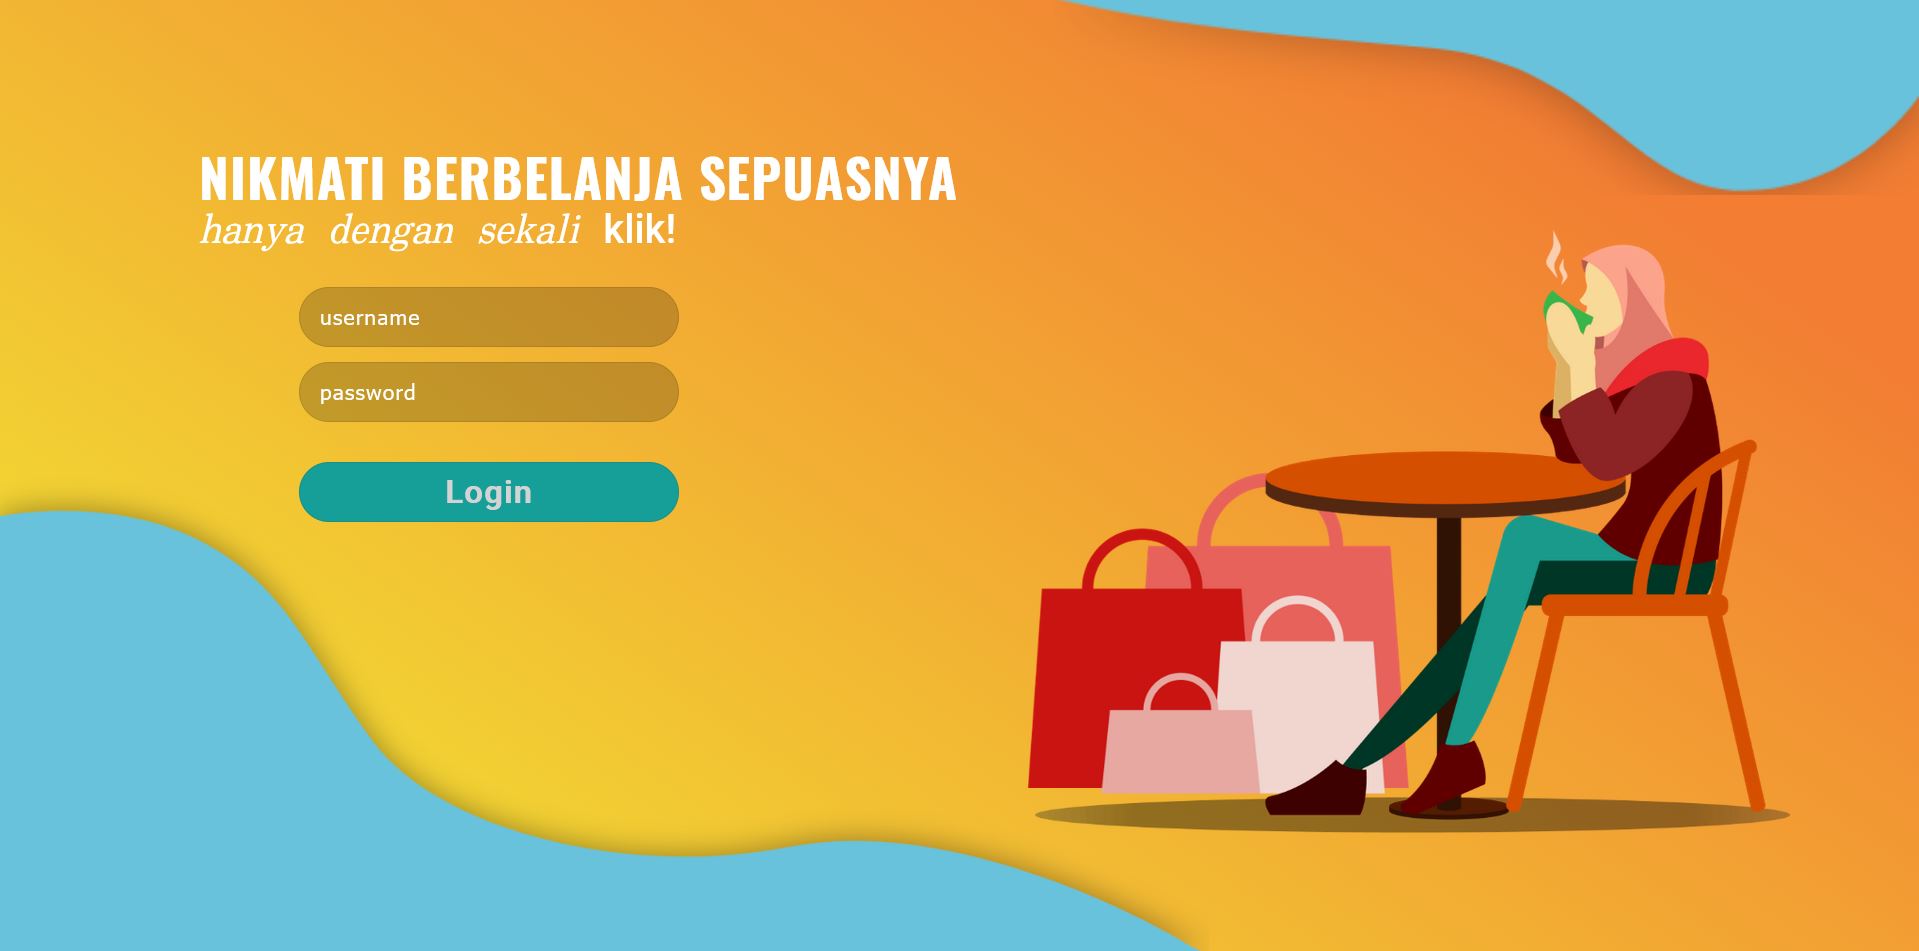 NIKMATI BERBELANJA SEPUASNYA
hanya dengan sekali klik!
username
password
Login